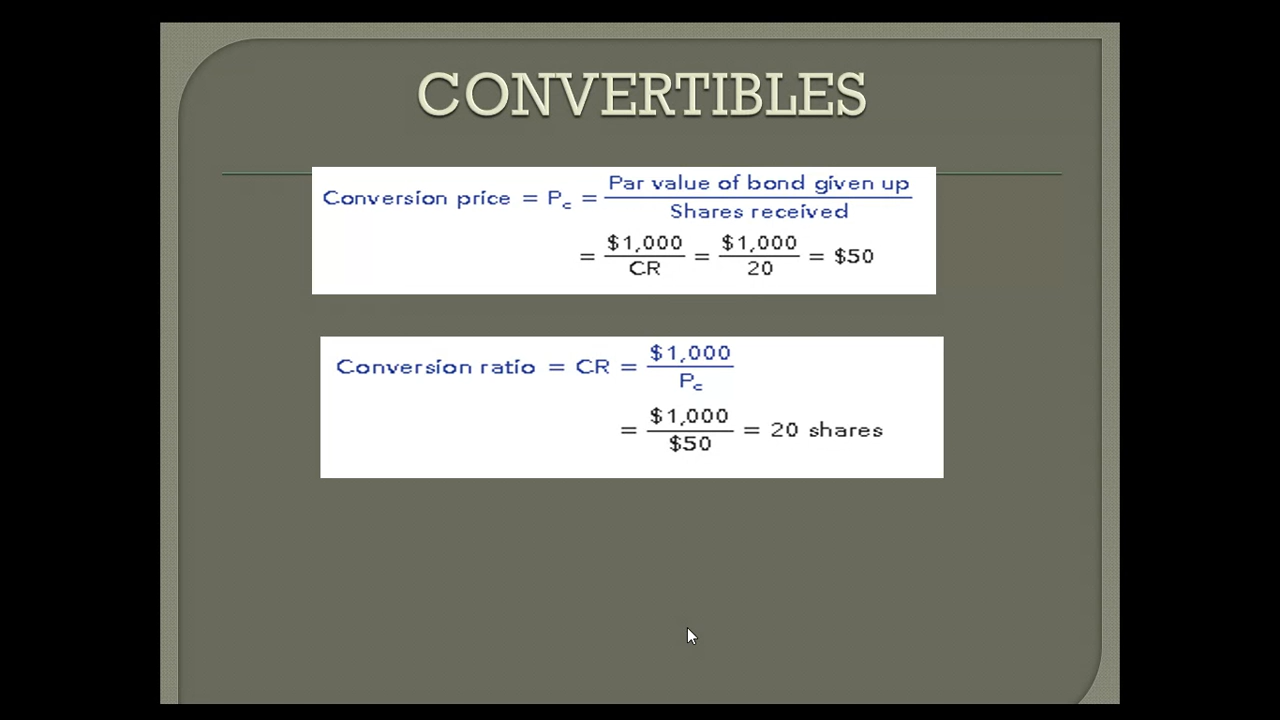 CONVERTIBLES
Conversion price = Pc = Par value of bond given up / Shares received
= $1,000 / CR = $1,000 / 20 = $50
Conversion ratio = CR = $1,000 / Pc
= $1,000 / $50 = 20 shares